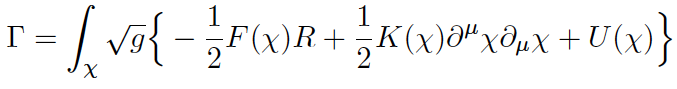 Γ = ∫_χ √g { − 1/2 F(χ)R + 1/2 K(χ)∂^μχ∂_μχ + U(χ) }